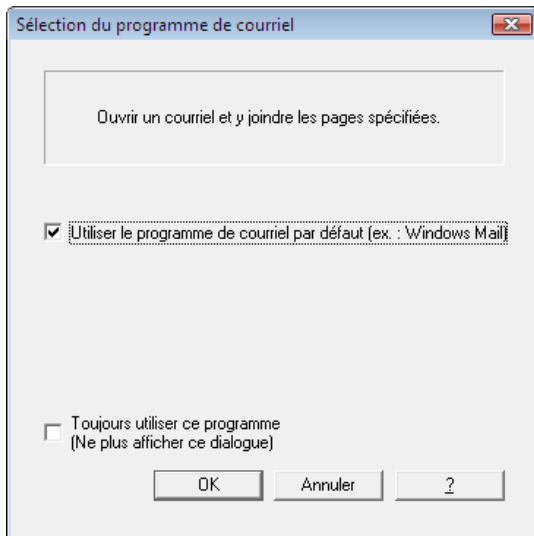 Sélection du programme de courriel
Ouvrir un courriel et y joindre les pages spécifiées.
Utiliser le programme de courriel par défaut (ex. : Windows Mail)
Toujours utiliser ce programme
(Ne plus afficher ce dialogue)
OK Annuler ?